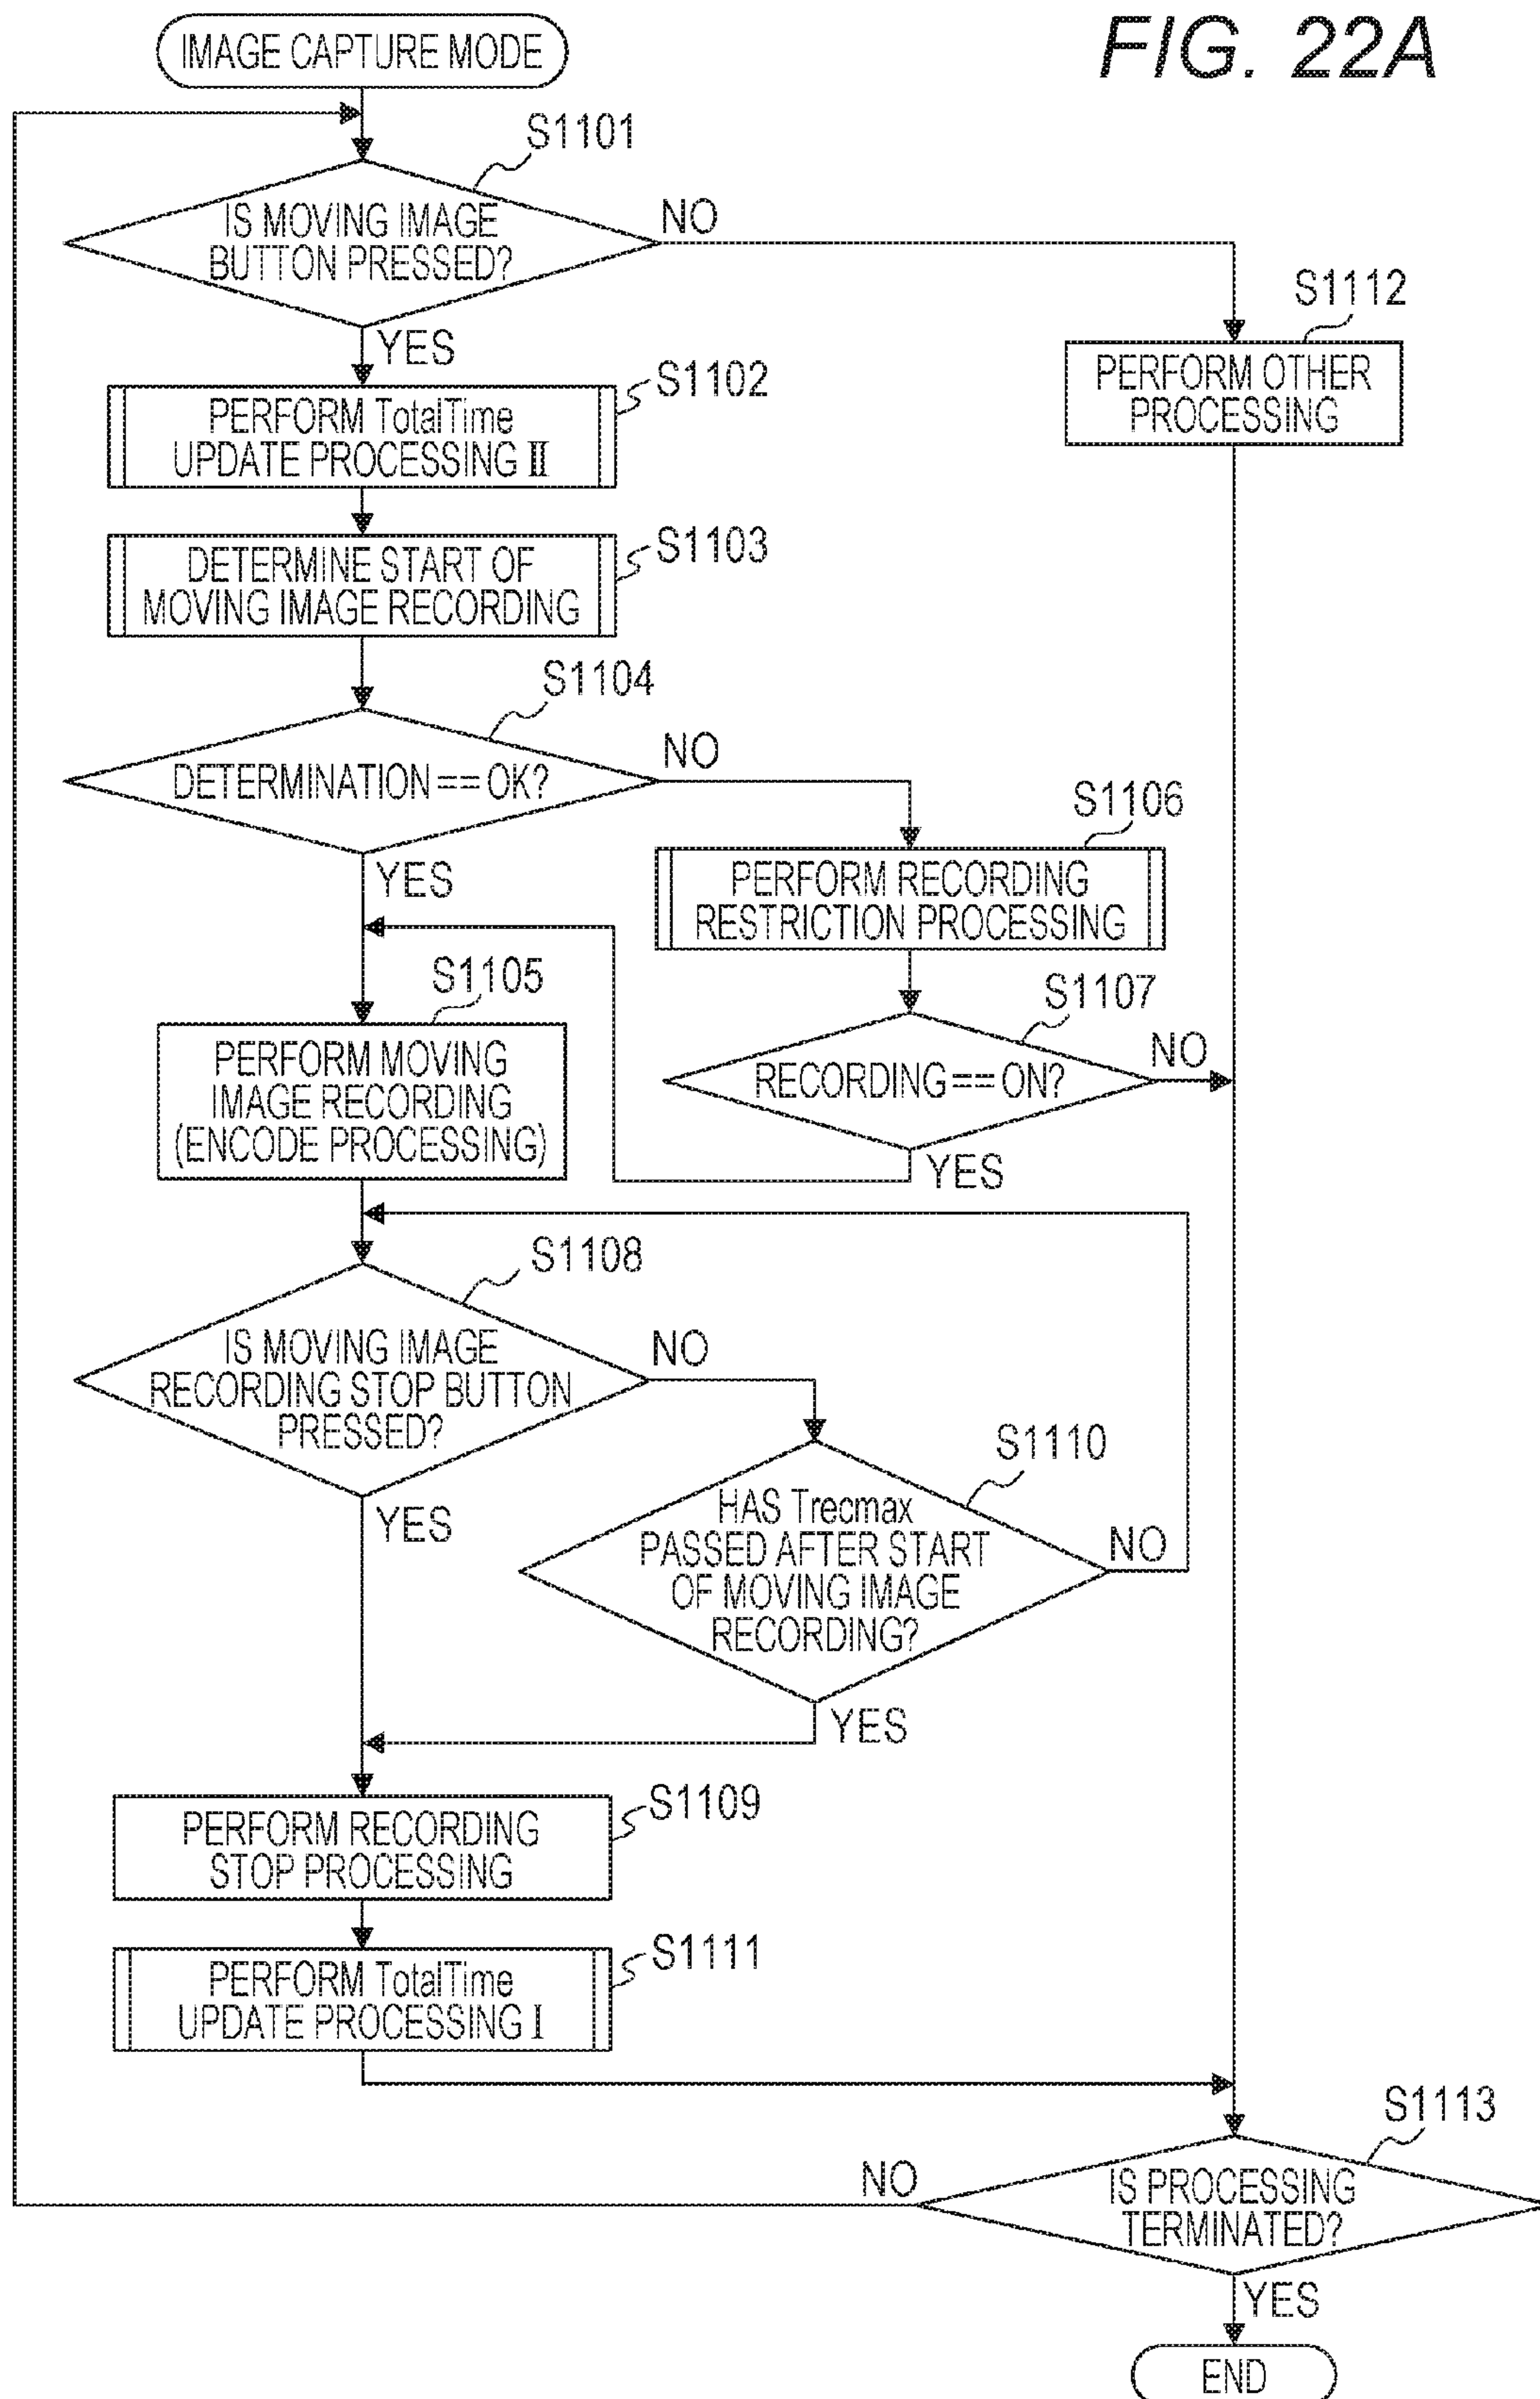 FIG. 22A
IMAGE CAPTURE MODE
S1101
IS MOVING IMAGE
BUTTON PRESSED?
NO
YES
S1112
PERFORM OTHER
PROCESSING
S1102
PERFORM TotalTime
UPDATE PROCESSING II
S1103
DETERMINE START OF
MOVING IMAGE RECORDING
S1104
DETERMINATION == OK?
NO
YES
S1106
PERFORM RECORDING
RESTRICTION PROCESSING
S1105
PERFORM MOVING
IMAGE RECORDING
(ENCODE PROCESSING)
S1107
RECORDING == ON?
NO
YES
S1108
IS MOVING IMAGE
RECORDING STOP BUTTON
PRESSED?
NO
YES
S1110
HAS Trecmax
PASSED AFTER START
OF MOVING IMAGE
RECORDING?
NO
YES
S1109
PERFORM RECORDING
STOP PROCESSING
S1111
PERFORM TotalTime
UPDATE PROCESSING I
S1113
IS PROCESSING
TERMINATED?
NO
YES
END